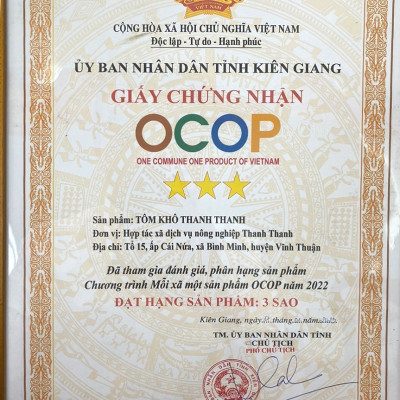 VIỆT NAM
CỘNG HÒA XÃ HỘI CHỦ NGHĨA VIỆT NAM
Độc lập - Tự do - Hạnh phúc
ỦY BAN NHÂN DÂN TỈNH KIÊN GIANG
GIẤY CHỨNG NHẬN
OCOP
ONE COMMUNE ONE PRODUCT OF VIETNAM
Sản phẩm: TÔM KHÔ THANH THANH
Đơn vị: Hợp tác xã dịch vụ nông nghiệp Thanh Thanh
Địa chỉ: Tổ 15, ấp Cái Nứa, xã Bình Minh, huyện Vĩnh Thuận
Đã tham gia đánh giá, phân hạng sản phẩm
Chương trình Mỗi xã một sản phẩm OCOP năm 2022
ĐẠT HẠNG SẢN PHẨM: 3 SAO
Kiên Giang, ngày tháng năm
TM. ỦY BAN NHÂN DÂN TỈNH
CHỦ TỊCH
PHÓ CHỦ TỊCH